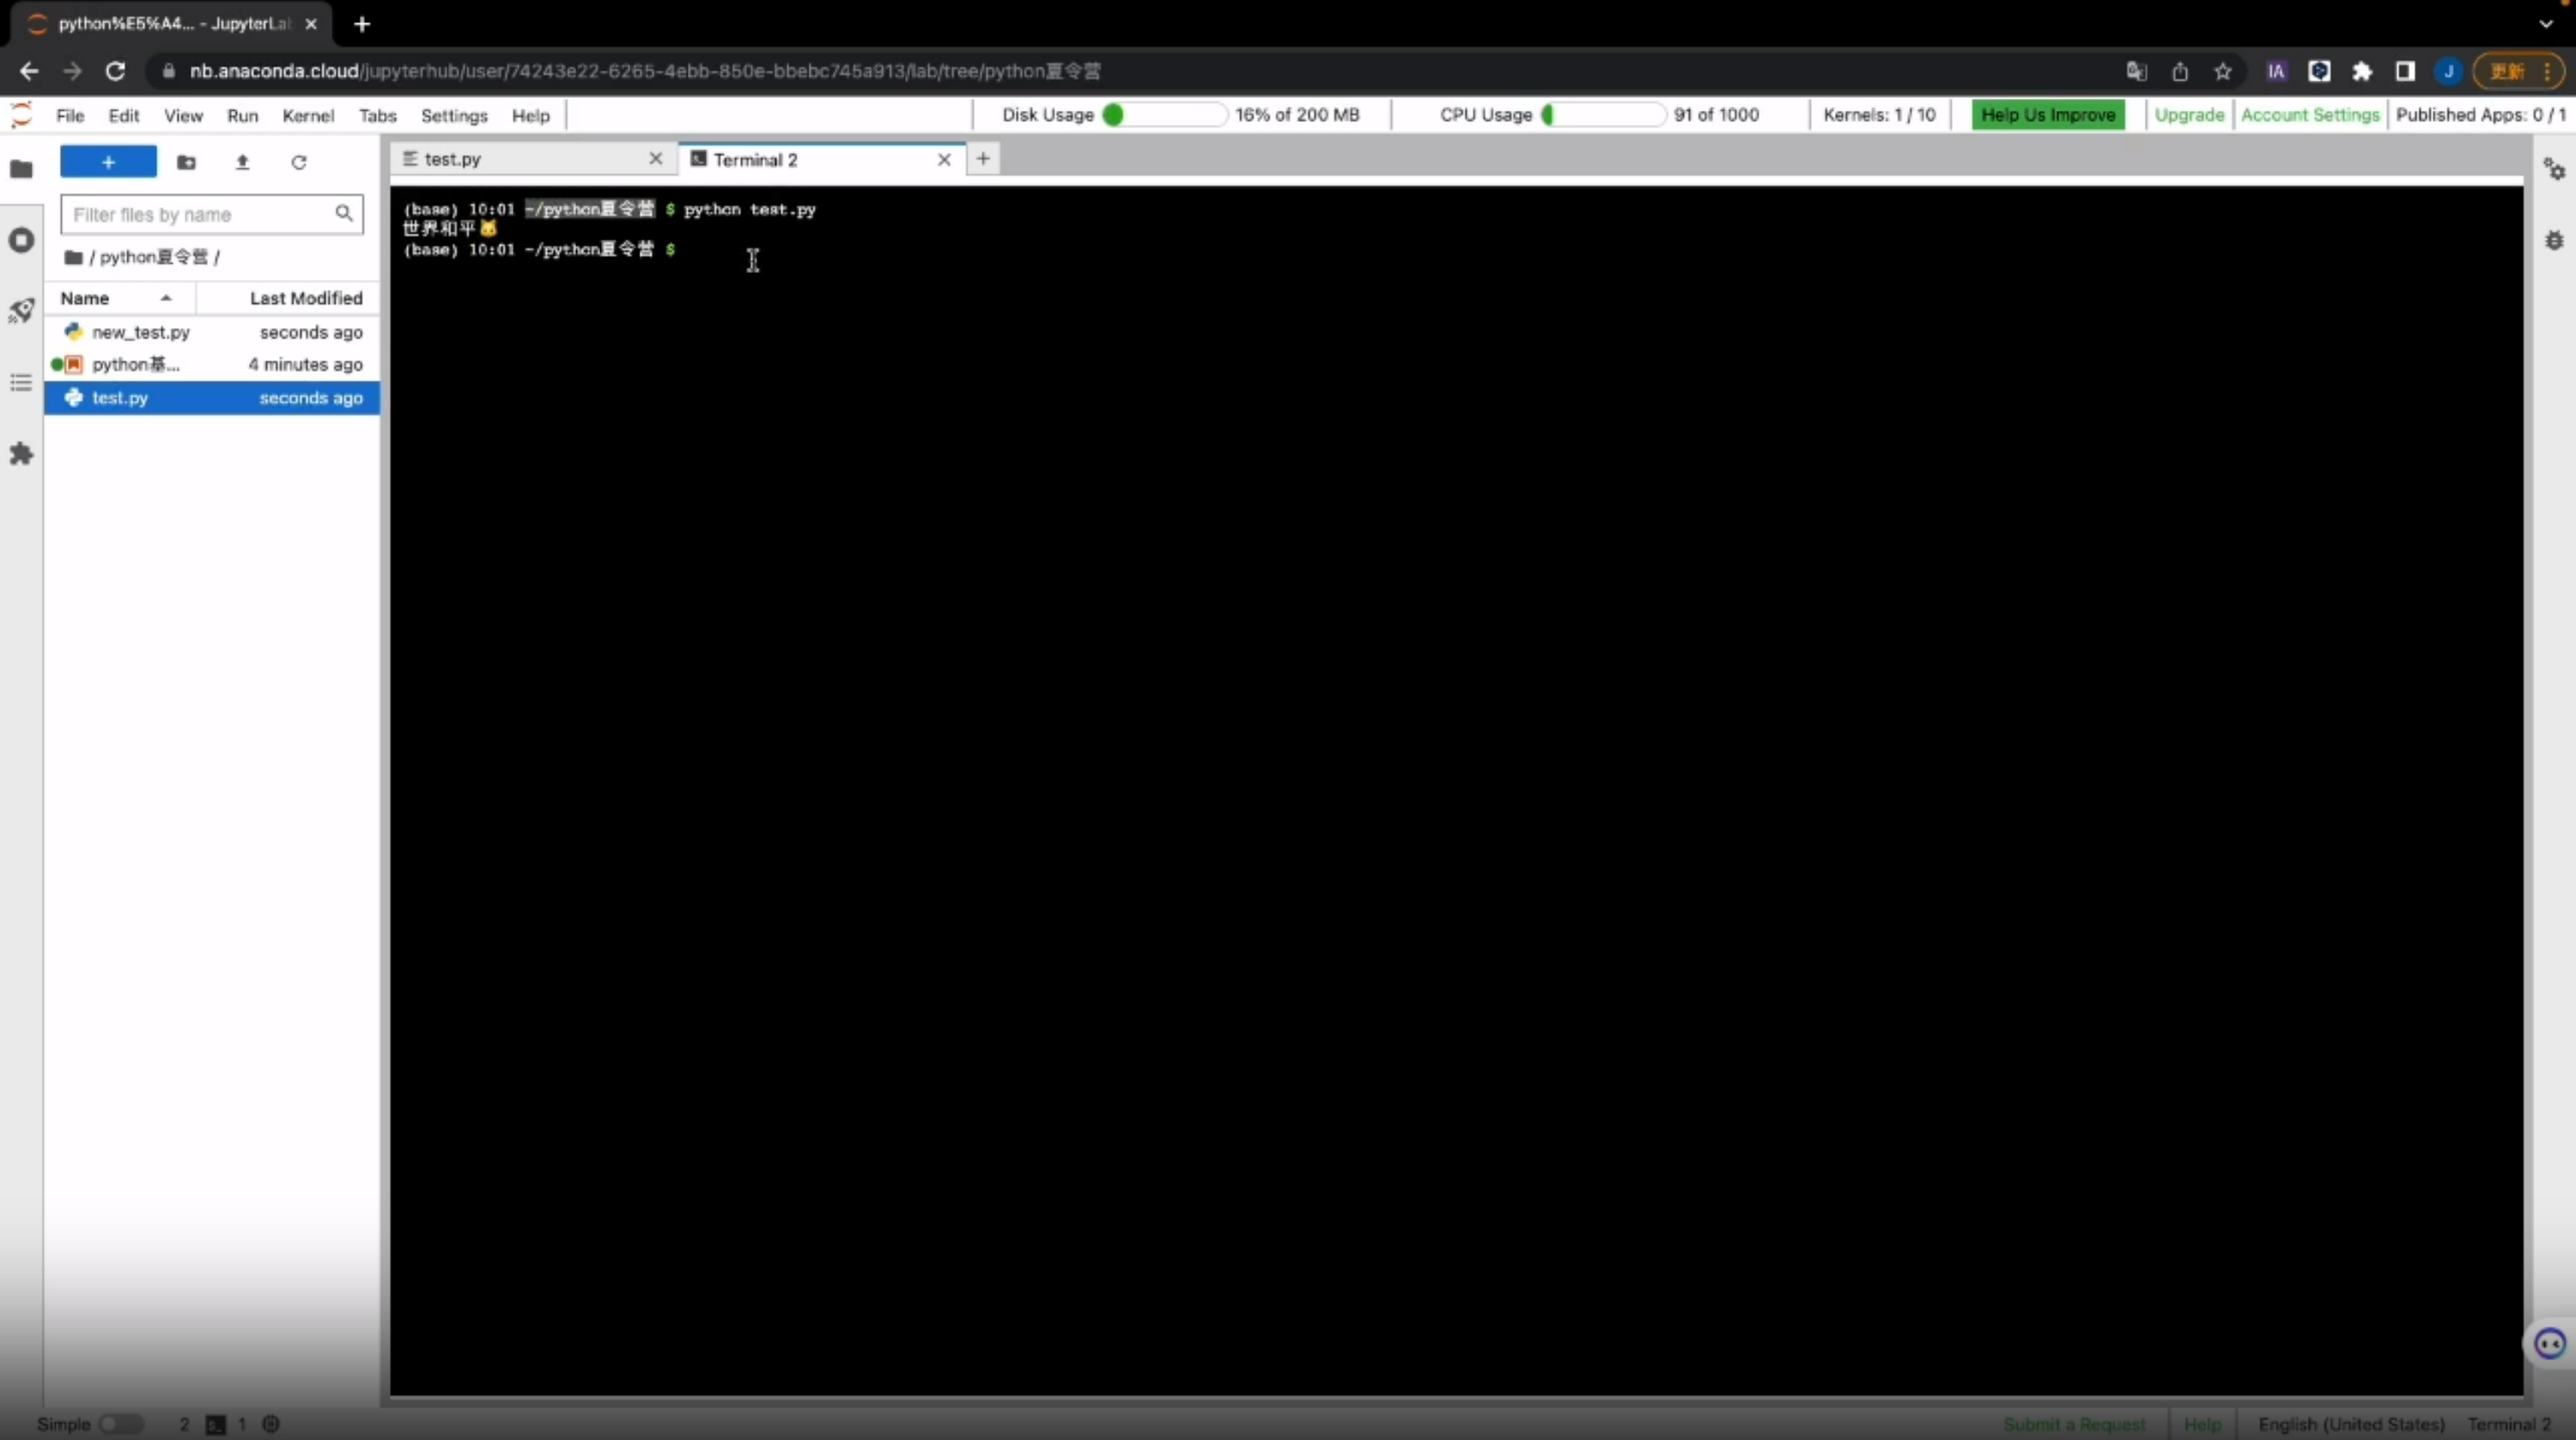 python%E5%A4... - JupyterLa
nb.anaconda.cloud/jupyterhub/user/74243e22-6265-4ebb-850e-bbebc745a913/lab/tree/python夏令营
IA
J
更新
File Edit View Run Kernel Tabs Settings Help
Disk Usage 16% of 200 MB
CPU Usage 91 of 1000
Kernels: 1 / 10
Help Us Improve
Upgrade
Account Settings
Published Apps: 0 / 1
Filter files by name
/ python夏令营 /
Name Last Modified
new_test.py seconds ago
python基... 4 minutes ago
test.py seconds ago
test.py
Terminal 2
(base) 10:01 ~/python夏令营 $ python test.py
世界和平🐱
(base) 10:01 ~/python夏令营 $
Simple 2 1
Submit a Request Help English (United States) Terminal 2